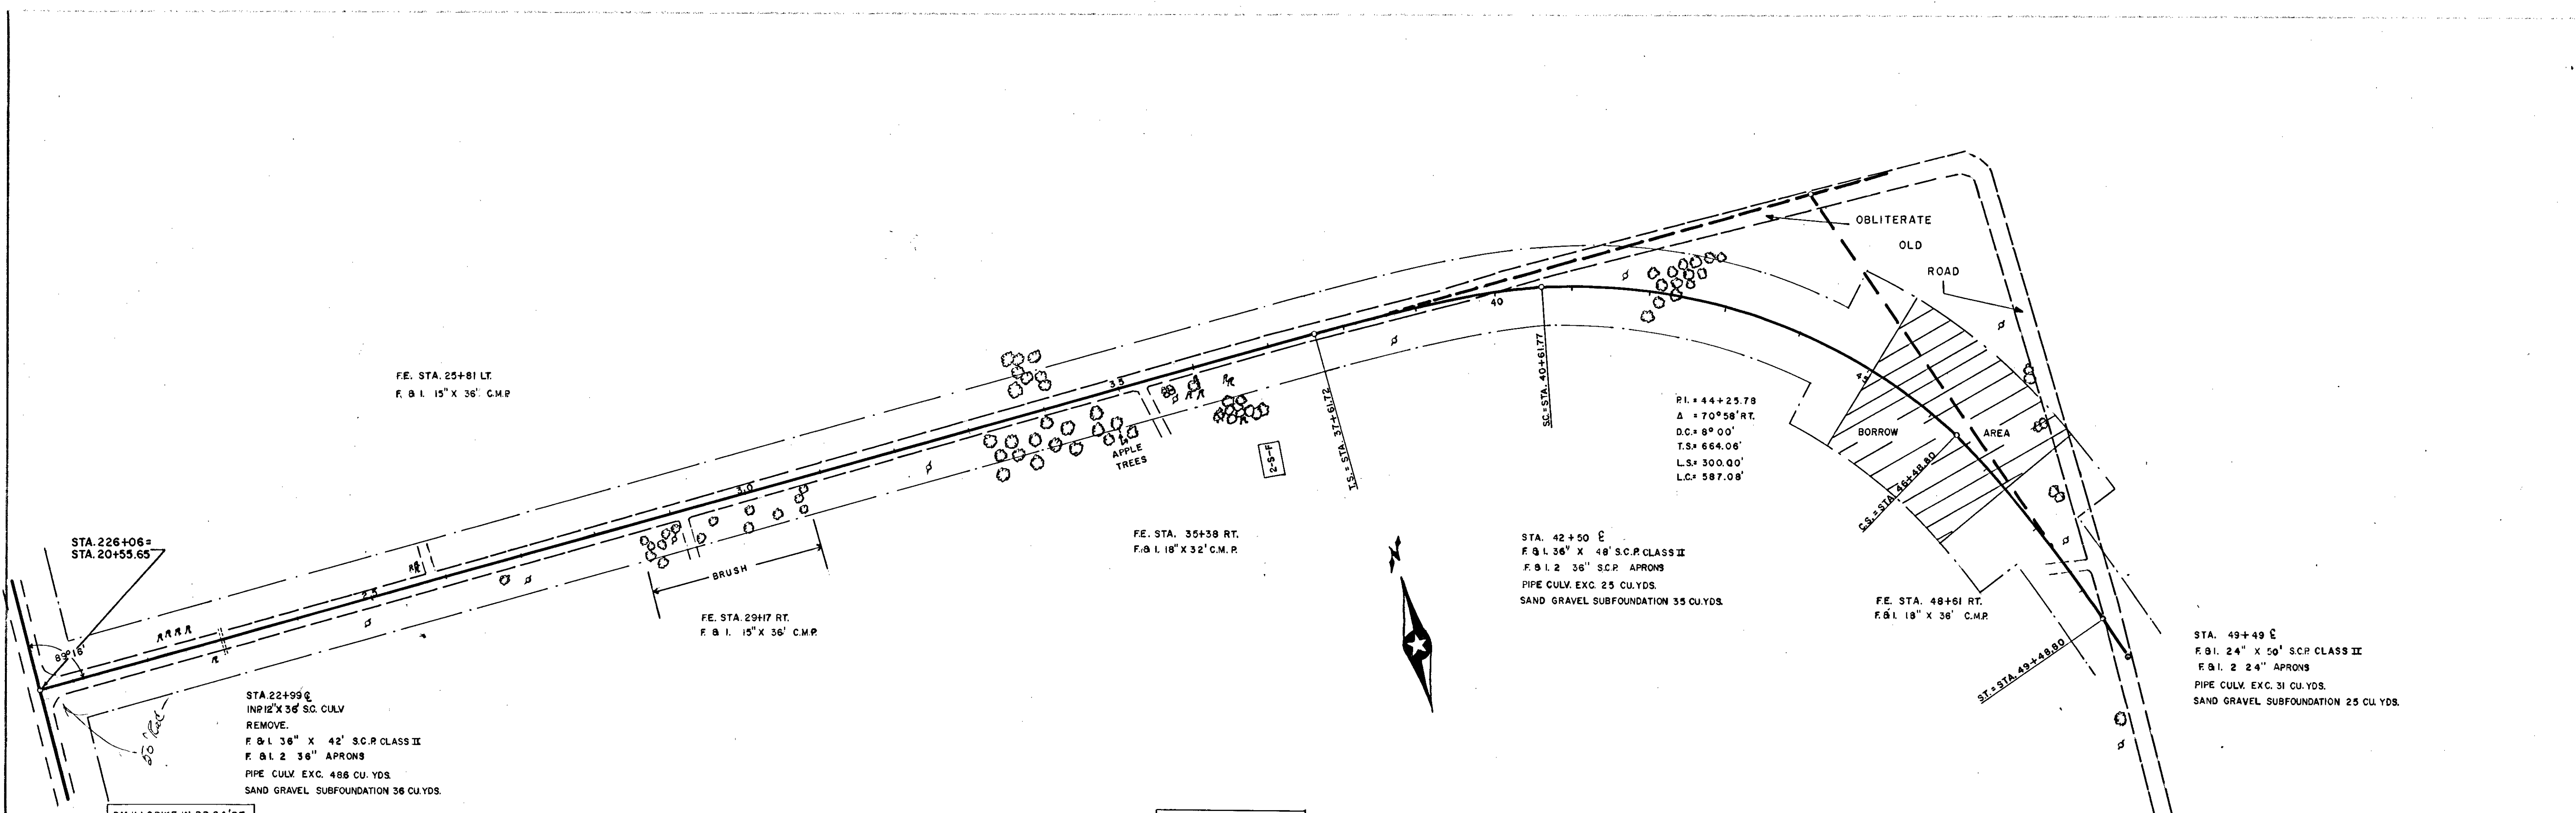 OBLITERATE
OLD
ROAD
F.E. STA. 25+81 LT.
F. & I. 15" X 36' C.M.P.
STA. 226+06=
STA. 20+55.65
89°16'
25
30
35
40
45
BRUSH
APPLE
TREES
2-S-F
T.S.= STA. 37+61.72
S.C.= STA. 40+61.77
P.I. = 44+25.78
Δ = 70°58' RT.
D.C.= 8° 00'
T.S.= 664.06'
L.S.= 300.00'
L.C.= 587.08'
BORROW AREA
C.S.= STA. 46+48.80
S.T.= STA. 49+48.80
F.E. STA. 29+17 RT.
F. & I. 15" X 36' C.M.P.
F.E. STA. 35+38 RT.
F. & I. 18" X 32' C.M.P.
N
STA. 42+50 ℄
F. & I. 36" X 48' S.C.P. CLASS II
F. & I. 2 36" S.C.P. APRONS
PIPE CULV. EXC. 25 CU.YDS.
SAND GRAVEL SUBFOUNDATION 35 CU.YDS.
F.E. STA. 48+61 RT.
F. & I. 18" X 36' C.M.P.
STA. 49+49 ℄
F. & I. 24" X 50' S.C.P. CLASS II
F. & I. 2 24" APRONS
PIPE CULV. EXC. 31 CU. YDS.
SAND GRAVEL SUBFOUNDATION 25 CU. YDS.
STA. 22+99 ℄
INP. 12" X 36' S.C. CULV
REMOVE.
F. & I. 36" X 42' S.C.P. CLASS II
F. & I. 2 36" APRONS
PIPE CULV. EXC. 486 CU. YDS.
SAND GRAVEL SUBFOUNDATION 36 CU.YDS.